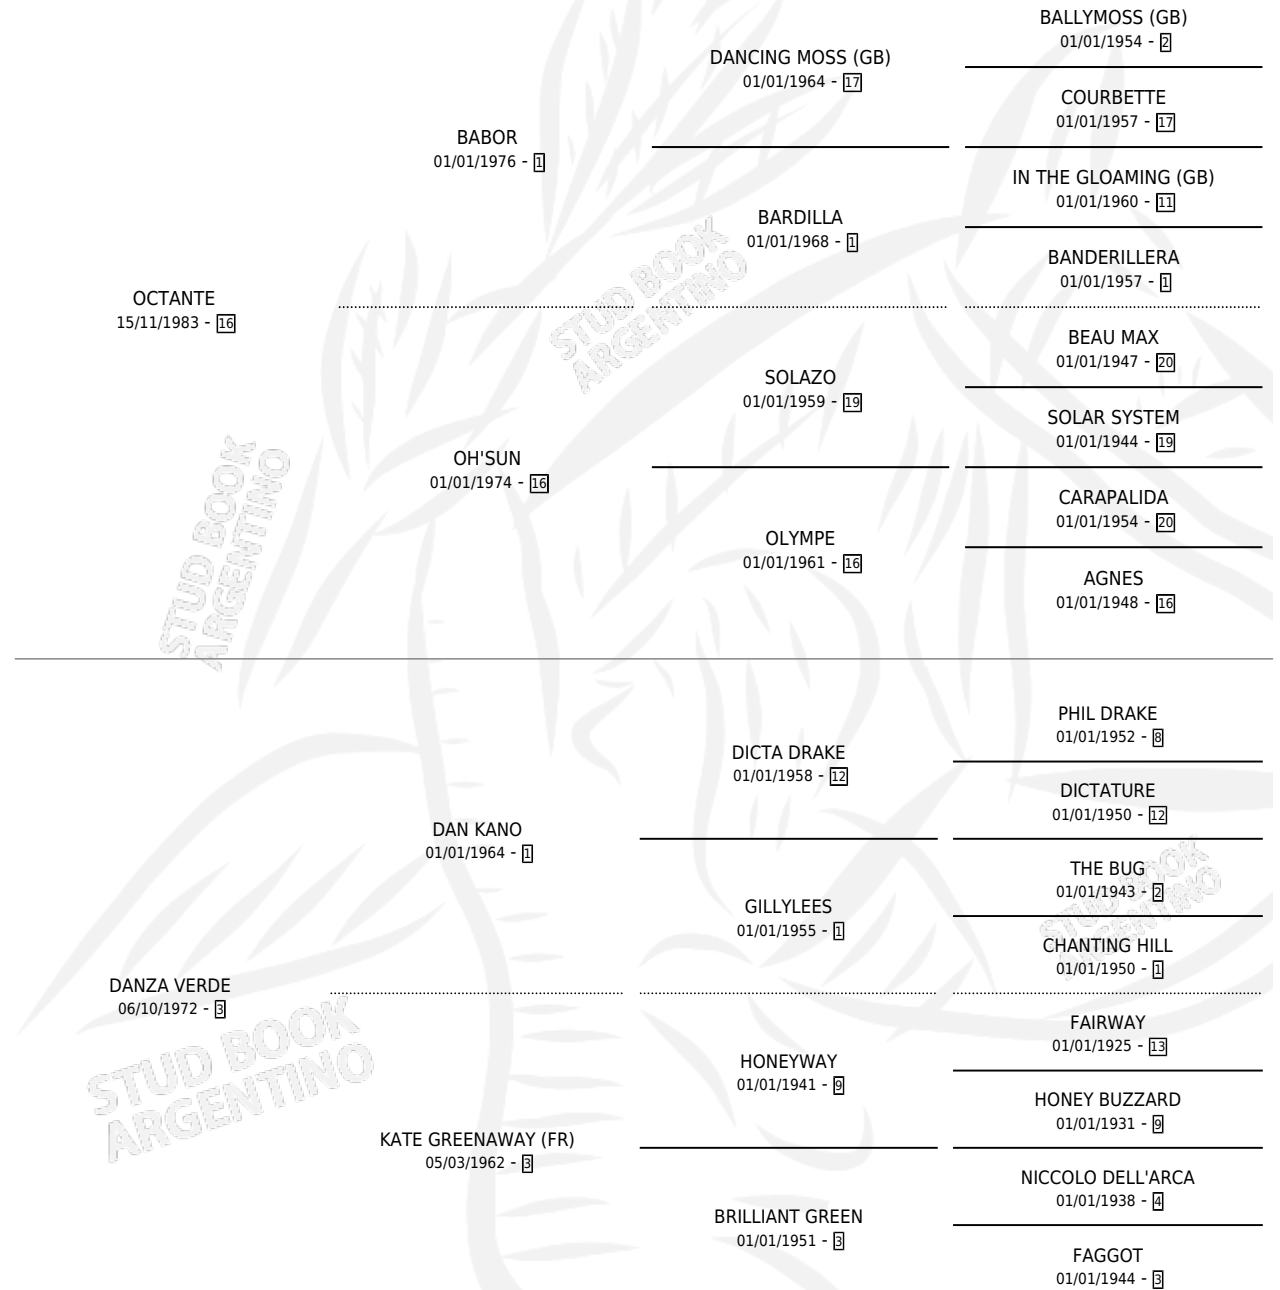 BALLYMOSS (GB)
01/01/1954 - 2
DANCING MOSS (GB)
01/01/1964 - 17
COURBETTE
01/01/1957 - 17
BABOR
01/01/1976 - 1
IN THE GLOAMING (GB)
01/01/1960 - 11
BARDILLA
01/01/1968 - 1
BANDERILLERA
01/01/1957 - 1
OCTANTE
15/11/1983 - 16
BEAU MAX
01/01/1947 - 20
SOLAZO
01/01/1959 - 19
SOLAR SYSTEM
01/01/1944 - 19
OH'SUN
01/01/1974 - 16
CARAPALIDA
01/01/1954 - 20
OLYMPE
01/01/1961 - 16
AGNES
01/01/1948 - 16
PHIL DRAKE
01/01/1952 - 8
DICTA DRAKE
01/01/1958 - 12
DICTATURE
01/01/1950 - 12
DAN KANO
01/01/1964 - 1
THE BUG
01/01/1943 - 2
GILLYLEES
01/01/1955 - 1
CHANTING HILL
01/01/1950 - 1
DANZA VERDE
06/10/1972 - 3
FAIRWAY
01/01/1925 - 13
HONEYWAY
01/01/1941 - 9
HONEY BUZZARD
01/01/1931 - 9
KATE GREENAWAY (FR)
05/03/1962 - 3
NICCOLO DELL'ARCA
01/01/1938 - 4
BRILLIANT GREEN
01/01/1951 - 3
FAGGOT
01/01/1944 - 3
STUD BOOK
ARGENTINO
STUD BOOK
ARGENTINO
STUD BOOK
ARGENTINO
STUD BOOK
ARGENTINO